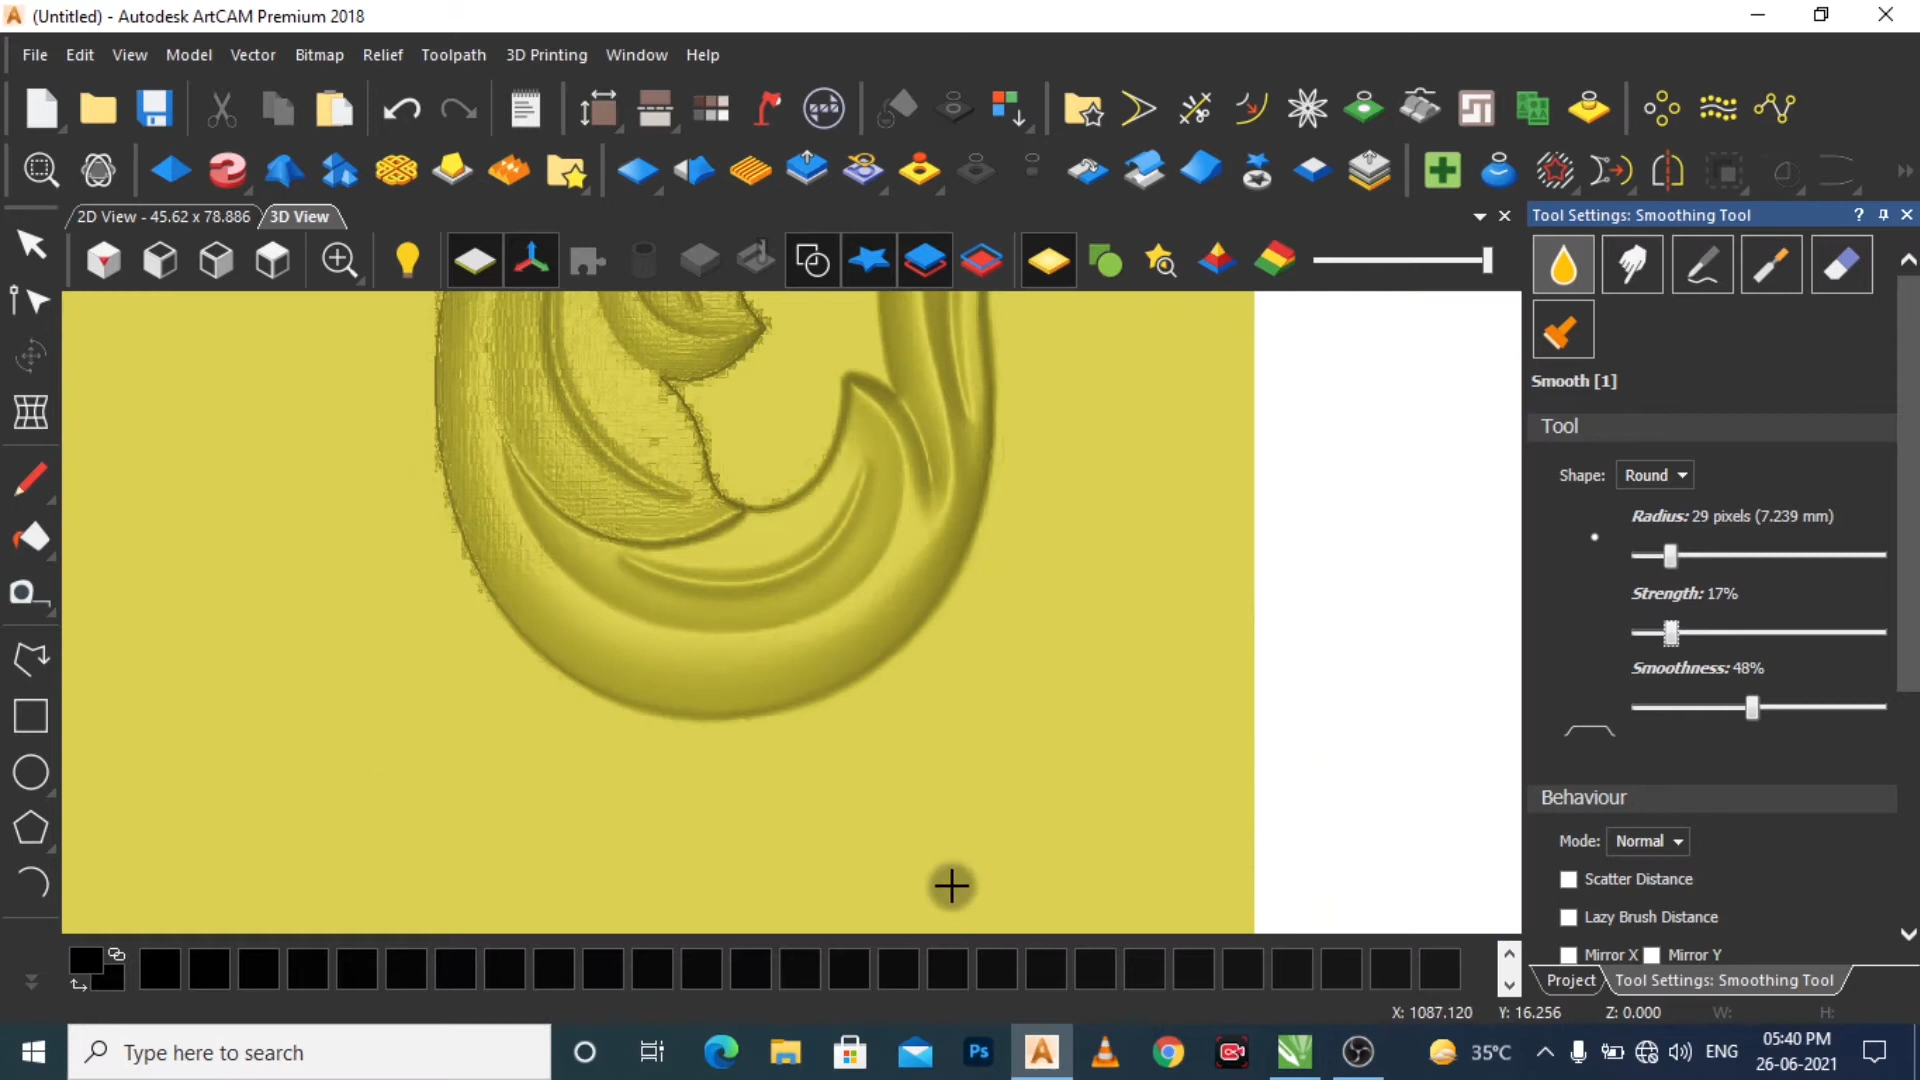 (Untitled) - Autodesk ArtCAM Premium 2018
File Edit View Model Vector Bitmap Relief Toolpath 3D Printing Window Help
2D View - 45.62 x 78.886 3D View
Tool Settings: Smoothing Tool
Smooth [1]
Tool
Shape: Round
Radius: 29 pixels (7.239 mm)
Strength: 17%
Smoothness: 48%
Behaviour
Mode: Normal
Scatter Distance
Lazy Brush Distance
Mirror X Mirror Y
Project Tool Settings: Smoothing Tool
X: 1087.120 Y: 16.256 Z: 0.000 W: H:
Type here to search
Ps
35°C
ENG
05:40 PM
26-06-2021